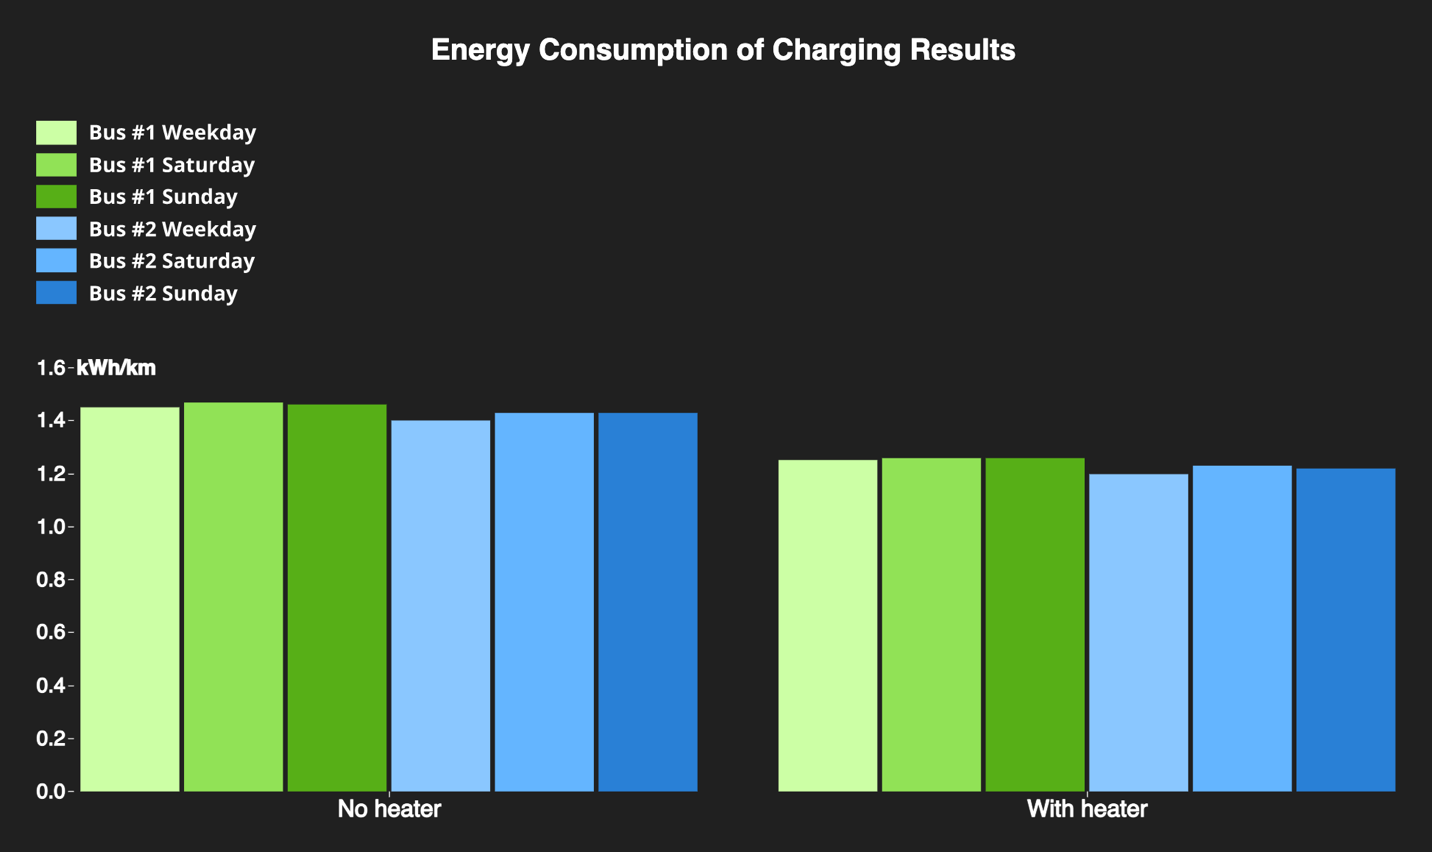 Energy Consumption of Charging Results
Bus #1 Weekday
Bus #1 Saturday
Bus #1 Sunday
Bus #2 Weekday
Bus #2 Saturday
Bus #2 Sunday
1.6 kWh/km
1.4
1.2
1.0
0.8
0.6
0.4
0.2
0.0
No heater With heater